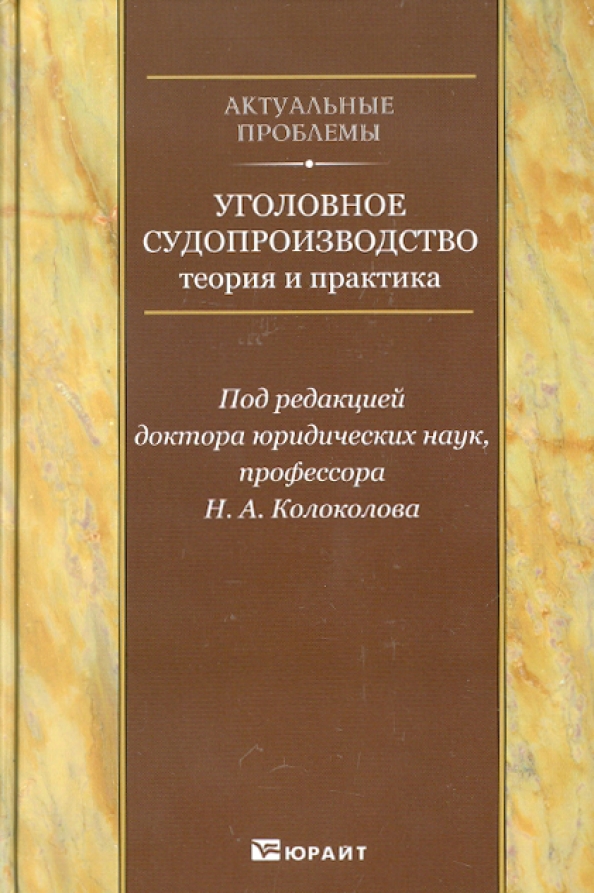 АКТУАЛЬНЫЕ
ПРОБЛЕМЫ
УГОЛОВНОЕ
СУДОПРОИЗВОДСТВО
теория и практика
Под редакцией
доктора юридических наук,
профессора
Н. А. Колоколова
ЮРАЙТ